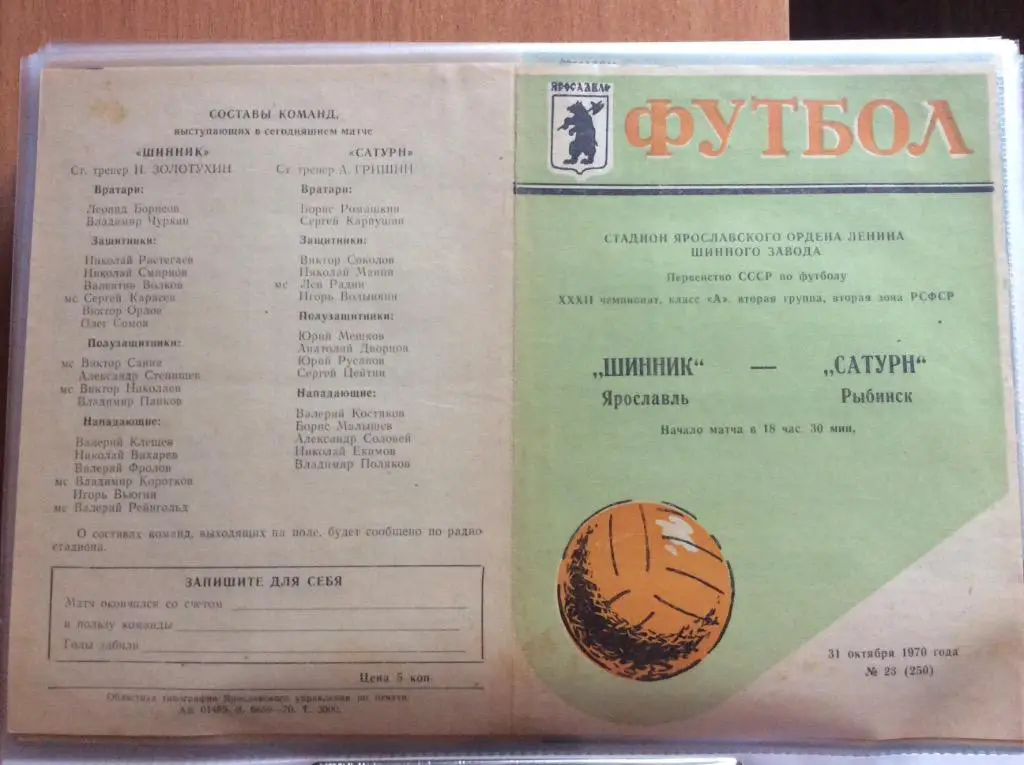 СОСТАВЫ КОМАНД,
выступающих в сегодняшнем матче
«ШИННИК»
Ст. тренер И. ЗОЛОТУХИН
Вратари:
Леонид Борисов
Владимир Чуркин
Защитники:
Николай Растегаев
Николай Смирнов
Валентин Волков
мс Сергей Карасев
Виктор Орлов
Олег Сомов
Полузащитники:
мс Виктор Санин
Александр Степищев
мс Виктор Николаев
Владимир Панков
Нападающие:
Валерий Клещев
Николай Вихарев
Валерий Фролов
мс Владимир Коротков
Игорь Вьюгин
мс Валерий Рейнгольд
«САТУРН»
Ст тренер А. ГРИШИН
Вратари:
Борис Ромашкин
Сергей Карпушин
Защитники:
Виктор Соколов
Николай
мс Лев Радин
Игорь Волынкин
Полузащитники:
Юрий Мешков
Анатолий Дворцов
Юрий Русанов
Сергей Цейтин
Нападающие:
Валерий Костяков
Борис Малышев
Александр Соловей
Николай Екимов
Владимир Поляков
О составах команд, выходящих на поле, будет сообщено по радио
стадиона.
ЗАПИШИТЕ ДЛЯ СЕБЯ
Матч окончился со счетом
в пользу команды
Голы забили
Цена 5 коп
Областная типография Ярославского управления по печати.
ЯРОСЛАВЛЬ
ФУТБОЛ
СТАДИОН ЯРОСЛАВСКОГО ОРДЕНА ЛЕНИНА
ШИННОГО ЗАВОДА
Первенство СССР по футболу
XXXII чемпионат, класс «А», вторая группа, вторая зона РСФСР
„ШИННИК“ — „САТУРН“
Ярославль Рыбинск
Начало матча в 18 час. 30 мин.
31 октября 1970 года
№ 23 (250)